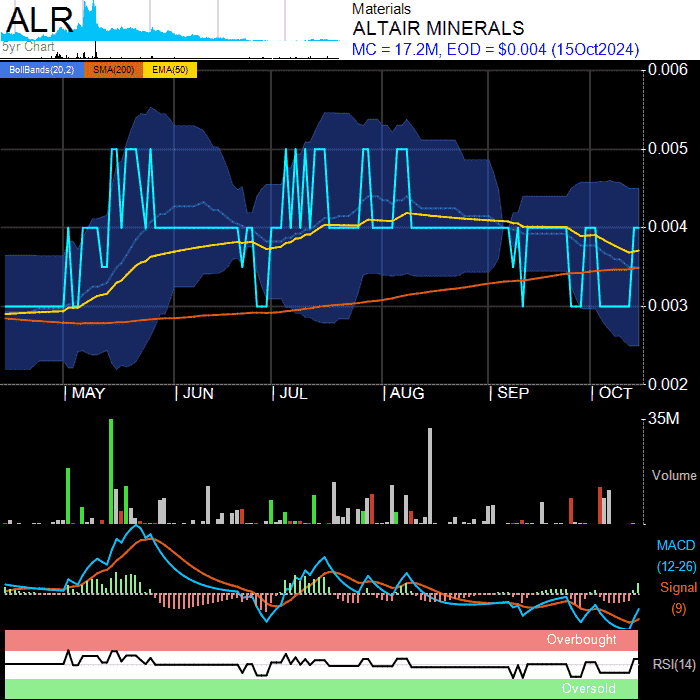 ALR
5yr Chart
Materials
ALTAIR MINERALS
MC = 17.2M, EOD = $0.004 (15Oct2024)
BollBands(20,2) SMA(200) EMA(50)
0.006
0.005
0.004
0.003
0.002
MAY JUN JUL AUG SEP OCT
35M
Volume
MACD
(12-26)
Signal
(9)
Overbought
RSI(14)
Oversold